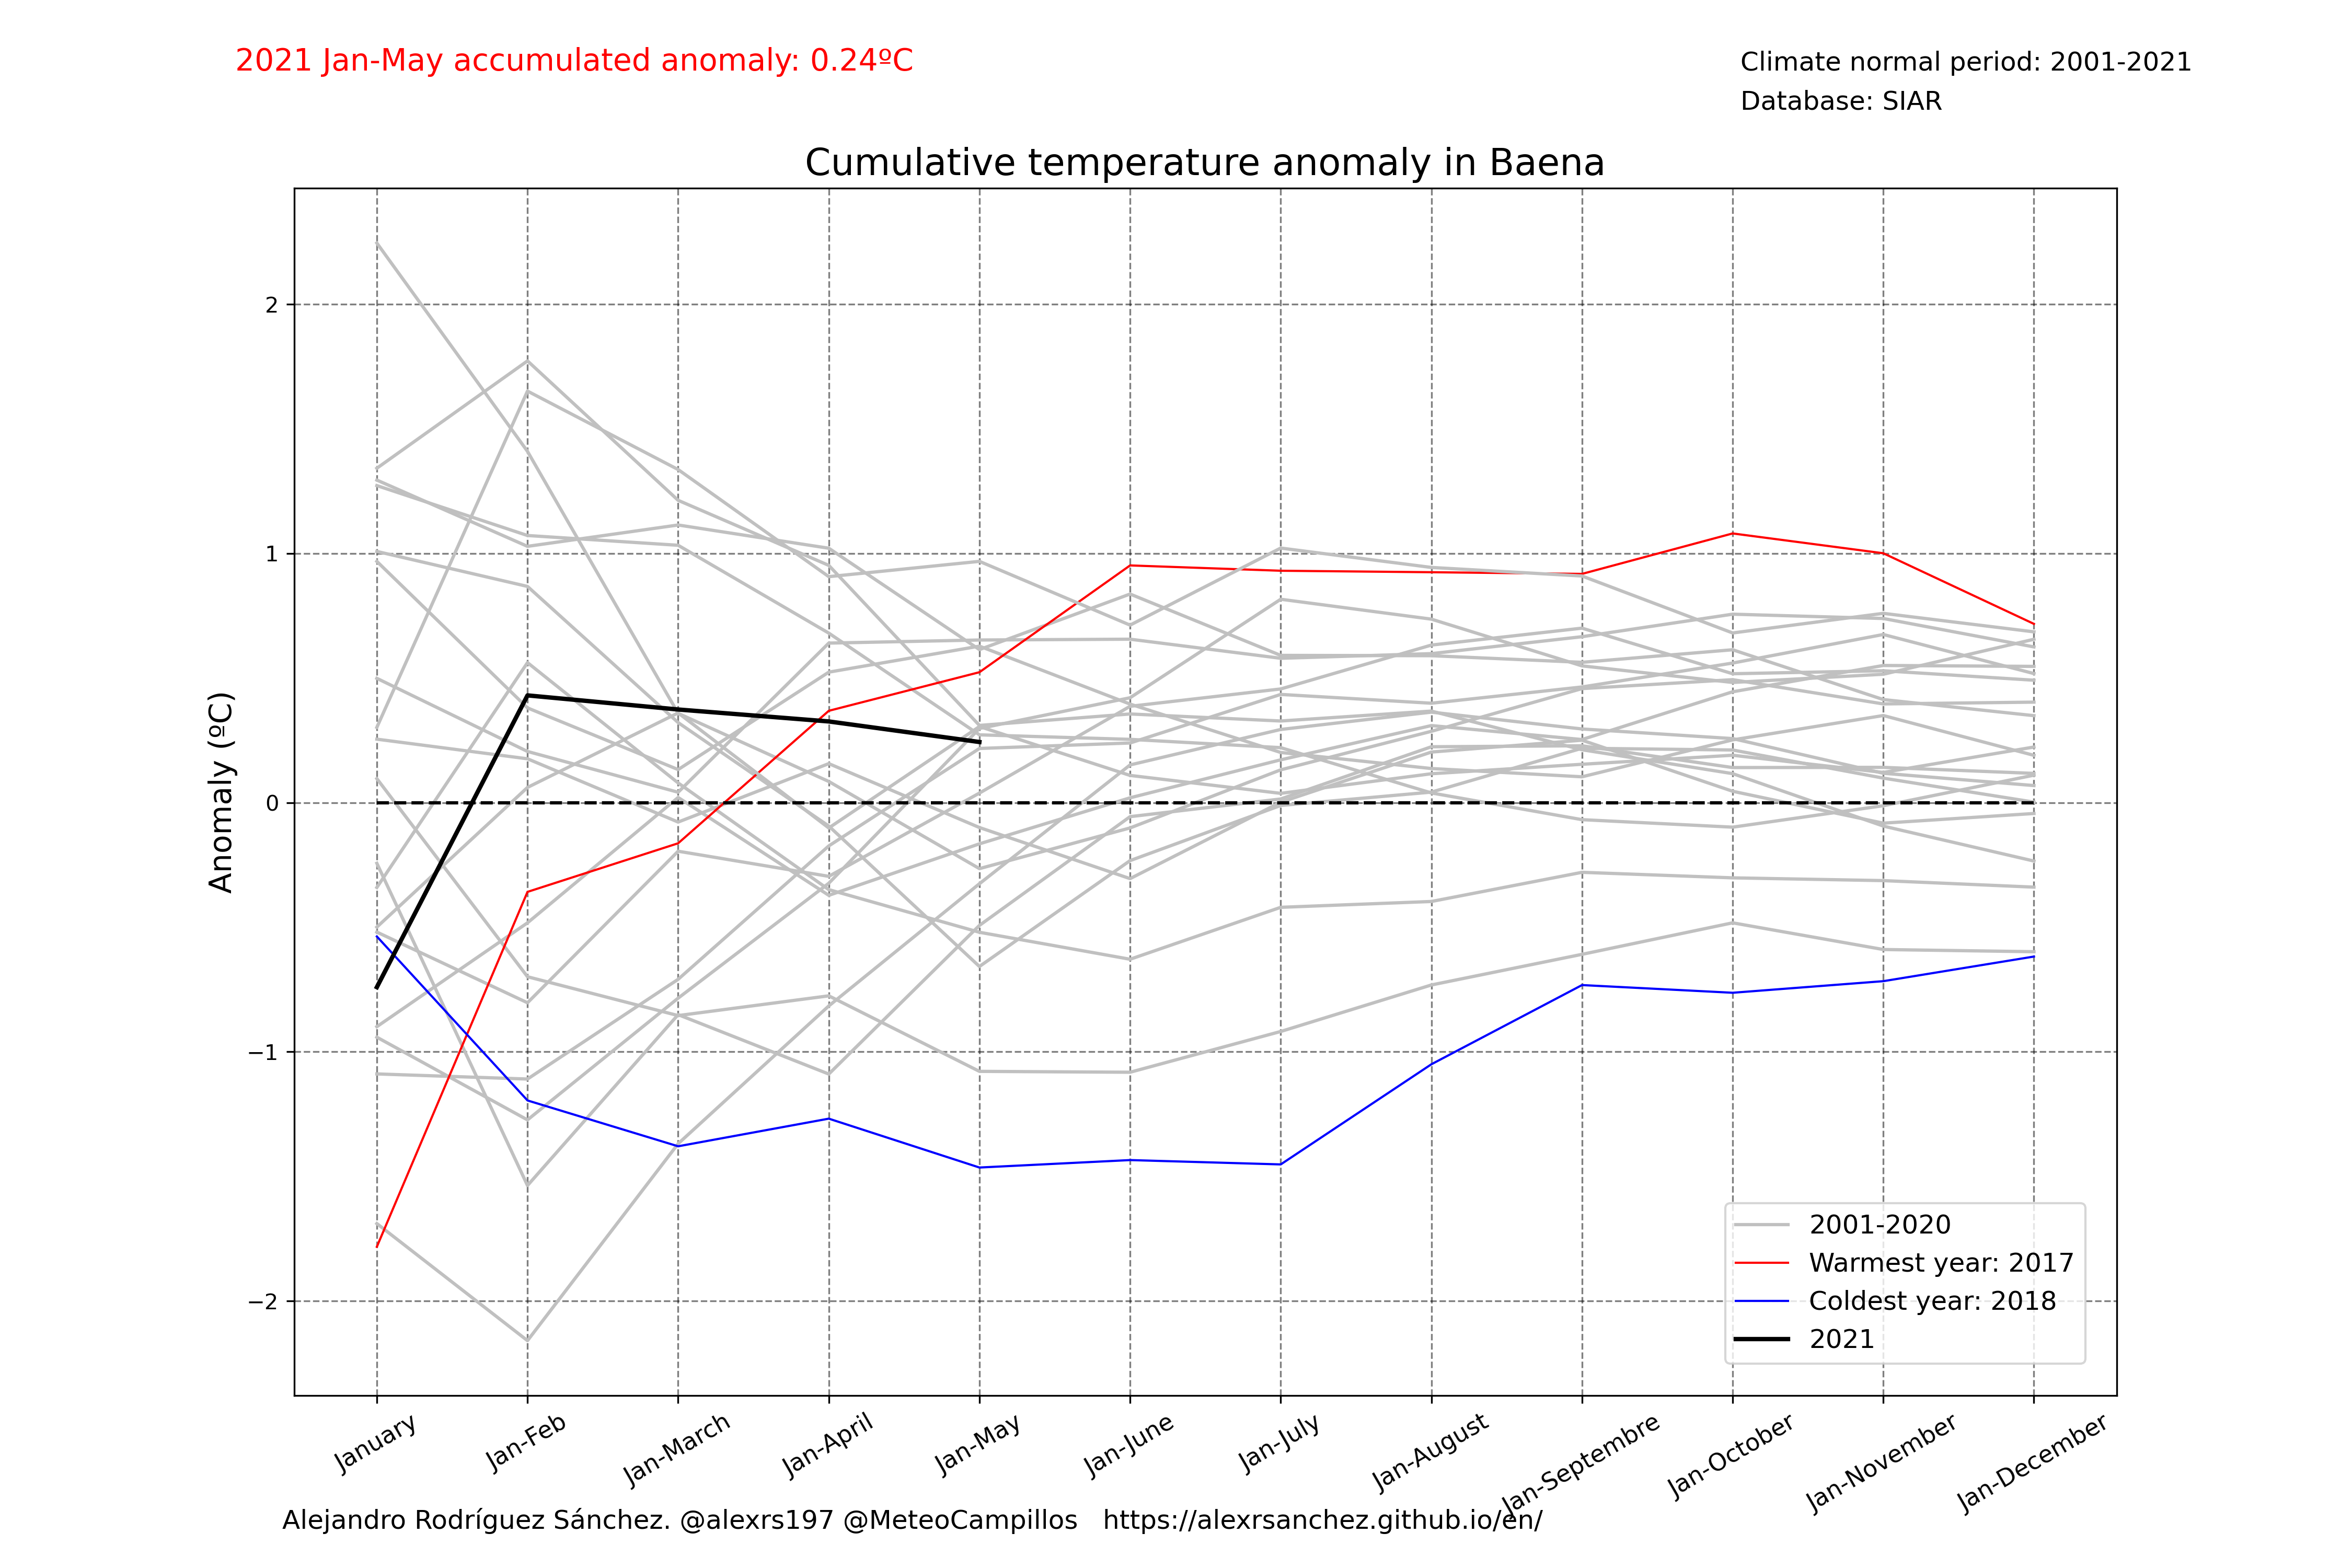 2021 Jan-May accumulated anomaly: 0.24ºC
Climate normal period: 2001-2021
Database: SIAR
Cumulative temperature anomaly in Baena
Anomaly (ºC)
2
1
0
−1
−2
2001-2020
Warmest year: 2017
Coldest year: 2018
2021
January
Jan-Feb
Jan-March
Jan-April
Jan-May
Jan-June
Jan-July
Jan-August
Jan-Septembre
Jan-October
Jan-November
Jan-December
Alejandro Rodríguez Sánchez. @alexrs197 @MeteoCampillos   https://alexrsanchez.github.io/en/